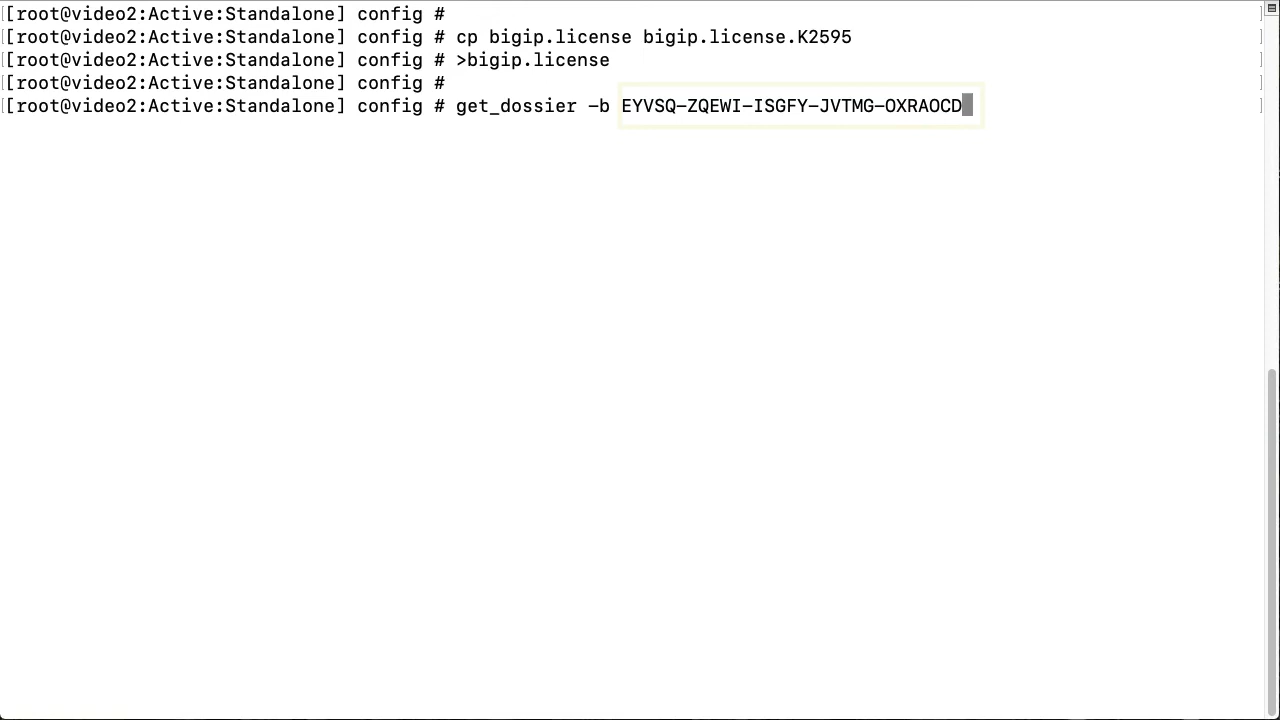 [[root@video2:Active:Standalone] config # ]
[[root@video2:Active:Standalone] config # cp bigip.license bigip.license.K2595 ]
[[root@video2:Active:Standalone] config # >bigip.license ]
[[root@video2:Active:Standalone] config # ]
[[root@video2:Active:Standalone] config # get_dossier -b EYVSQ-ZQEWI-ISGFY-JVTMG-OXRAOCD ]